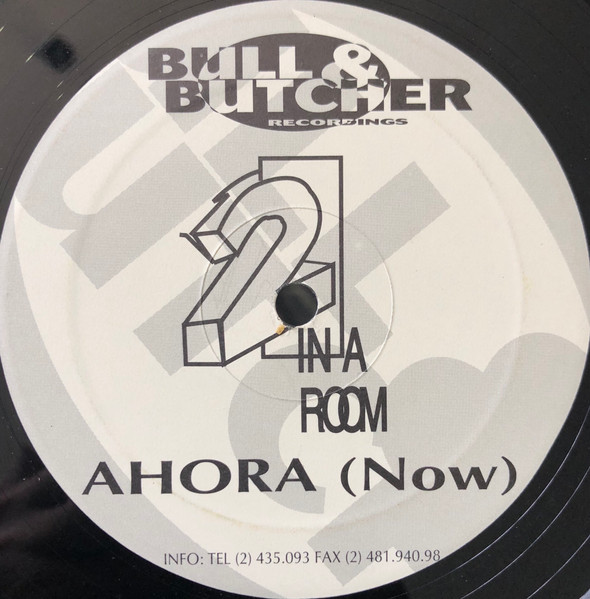 BULL &
BUTCHER
RECORDINGS
2
IN A
ROOM
AHORA (Now)
INFO: TEL (2) 435.093 FAX (2) 481.940.98